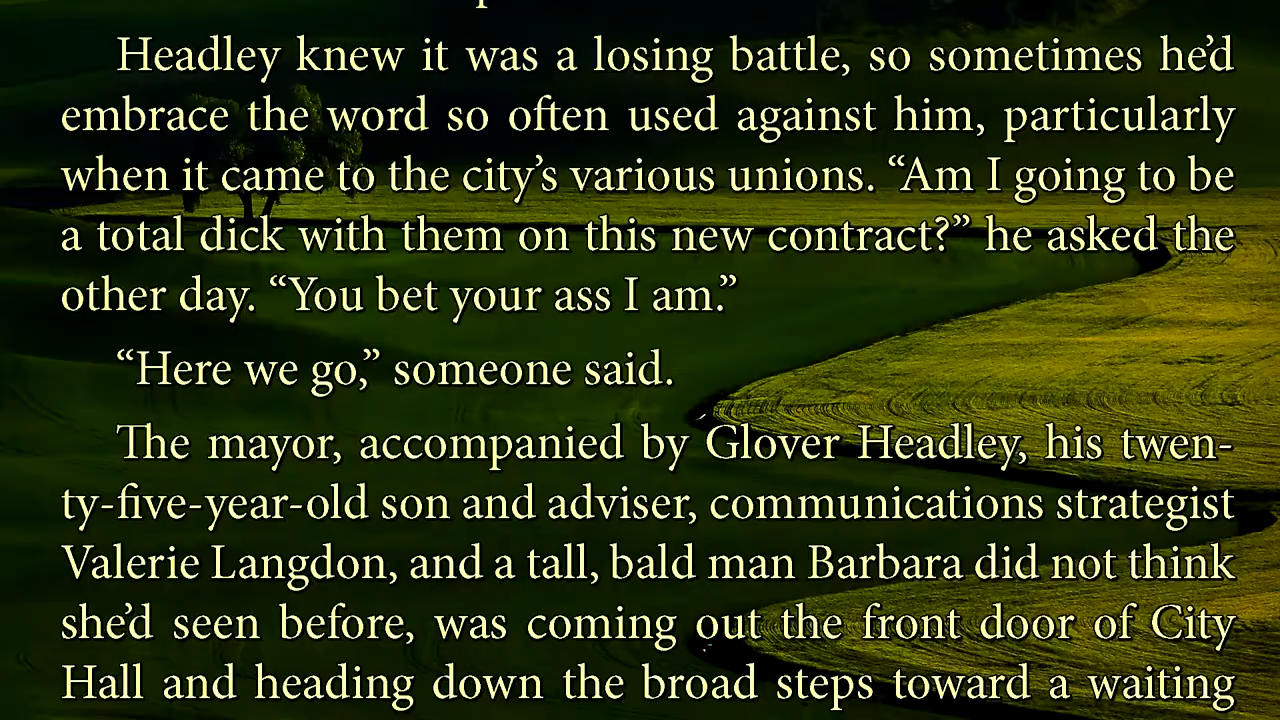 Headley knew it was a losing battle, so sometimes he’d
embrace the word so often used against him, particularly
when it came to the city’s various unions. “Am I going to be
a total dick with them on this new contract?” he asked the
other day. “You bet your ass I am.”
“Here we go,” someone said.
The mayor, accompanied by Glover Headley, his twen-
ty-five-year-old son and adviser, communications strategist
Valerie Langdon, and a tall, bald man Barbara did not think
she’d seen before, was coming out the front door of City
Hall and heading down the broad steps toward a waiting